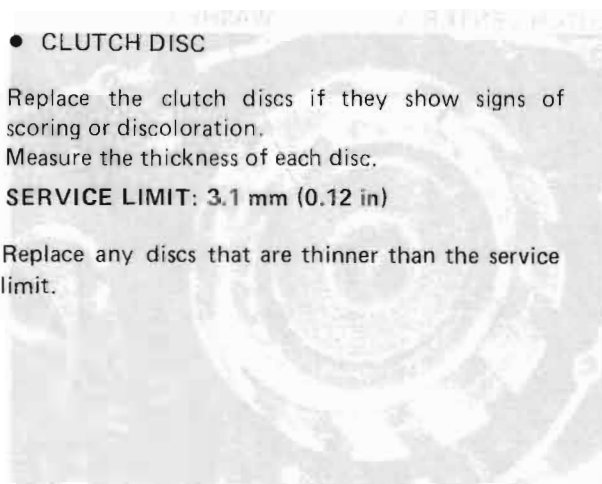 ● CLUTCH DISC
Replace the clutch discs if they show signs of
scoring or discoloration.
Measure the thickness of each disc.
SERVICE LIMIT: 3.1 mm (0.12 in)
Replace any discs that are thinner than the service
limit.